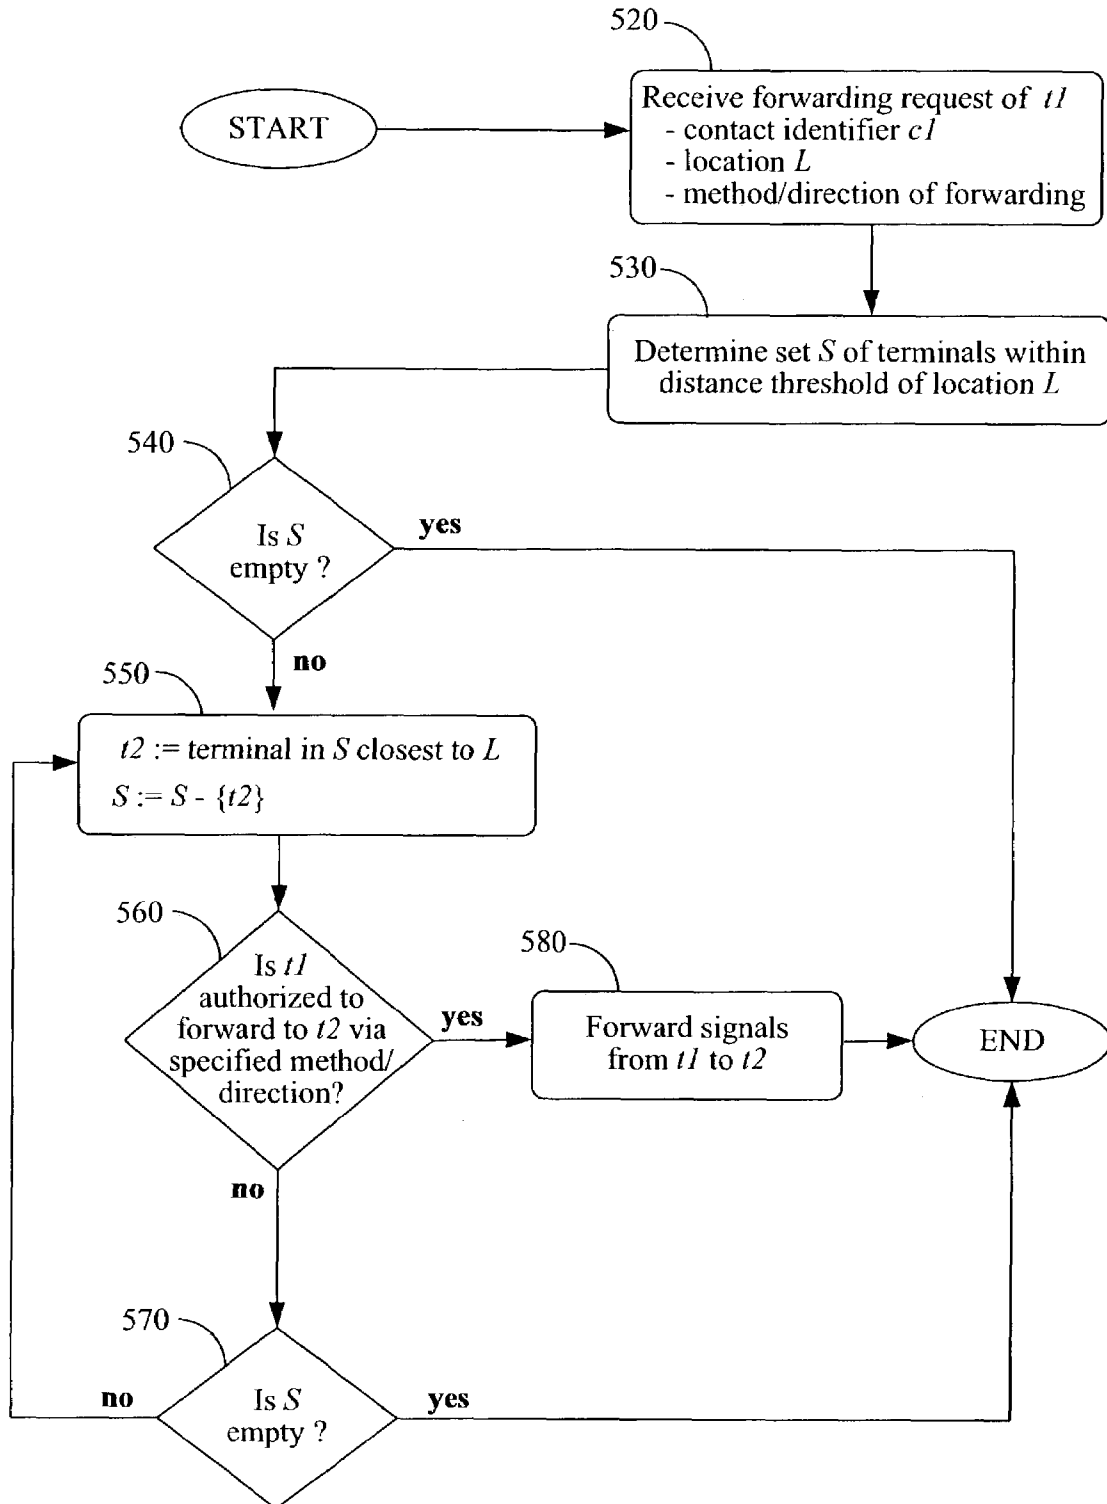 520
START
Receive forwarding request of t1
- contact identifier c1
- location L
- method/direction of forwarding
530
Determine set S of terminals within
distance threshold of location L
540
Is S
empty ?
yes
no
550
t2 := terminal in S closest to L
S := S - {t2}
560
Is t1
authorized to
forward to t2 via
specified method/
direction?
yes
580
Forward signals
from t1 to t2
END
no
570
Is S
empty ?
no
yes